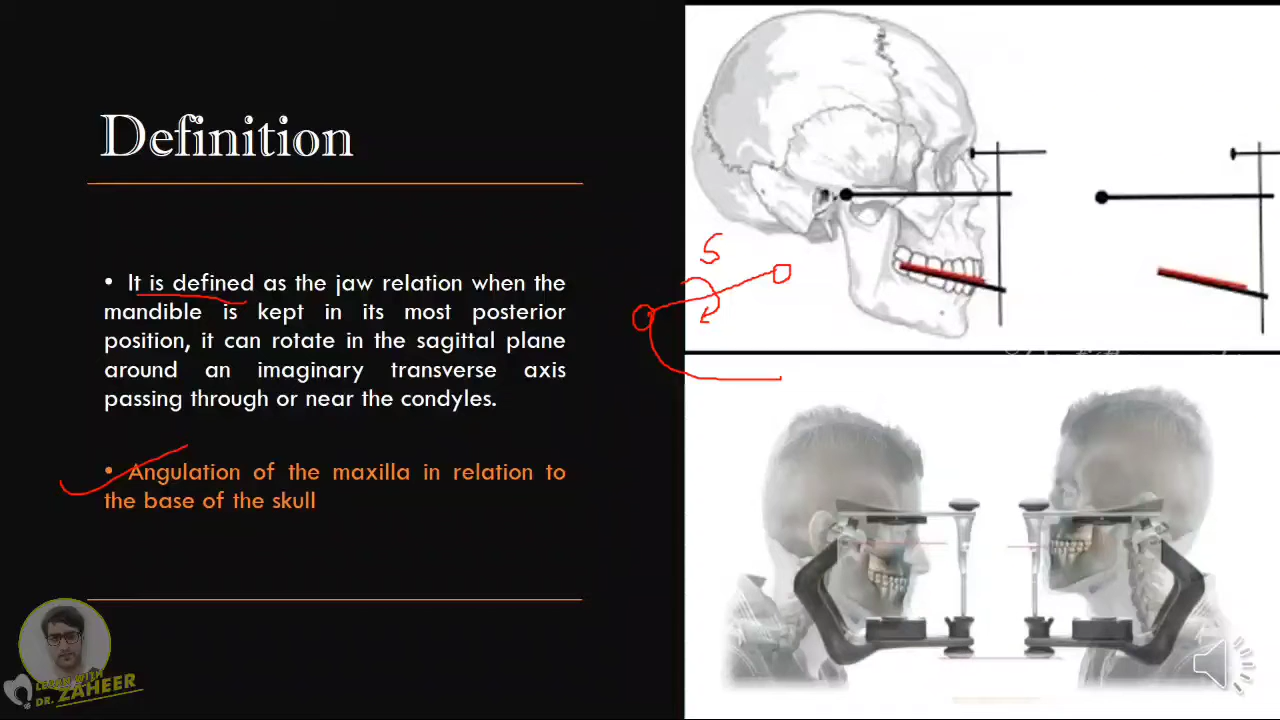 Definition
• It is defined as the jaw relation when the
mandible is kept in its most posterior
position, it can rotate in the sagittal plane
around an imaginary transverse axis
passing through or near the condyles.
• Angulation of the maxilla in relation to
the base of the skull
S
LEARN WITH
DR. ZAHEER